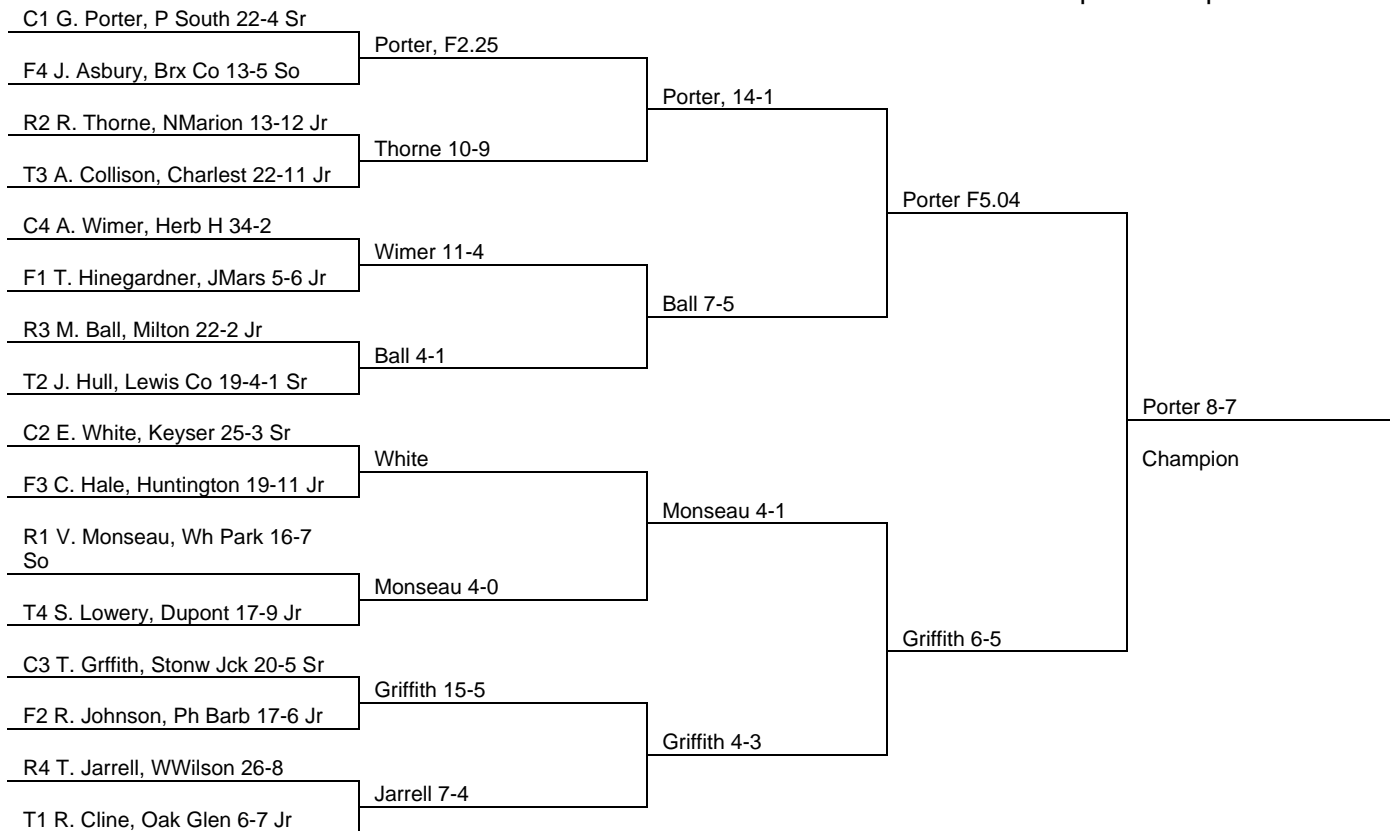 C1 G. Porter, P South 22-4 Sr
Porter, F2.25
F4 J. Asbury, Brx Co 13-5 So
Porter, 14-1
R2 R. Thorne, NMarion 13-12 Jr
Thorne 10-9
T3 A. Collison, Charlest 22-11 Jr
Porter F5.04
C4 A. Wimer, Herb H 34-2
Wimer 11-4
F1 T. Hinegardner, JMars 5-6 Jr
Ball 7-5
R3 M. Ball, Milton 22-2 Jr
Ball 4-1
T2 J. Hull, Lewis Co 19-4-1 Sr
Porter 8-7
C2 E. White, Keyser 25-3 Sr
White
Champion
F3 C. Hale, Huntington 19-11 Jr
Monseau 4-1
R1 V. Monseau, Wh Park 16-7
So
Monseau 4-0
T4 S. Lowery, Dupont 17-9 Jr
Griffith 6-5
C3 T. Grffith, Stonw Jck 20-5 Sr
Griffith 15-5
F2 R. Johnson, Ph Barb 17-6 Jr
Griffith 4-3
R4 T. Jarrell, WWilson 26-8
Jarrell 7-4
T1 R. Cline, Oak Glen 6-7 Jr